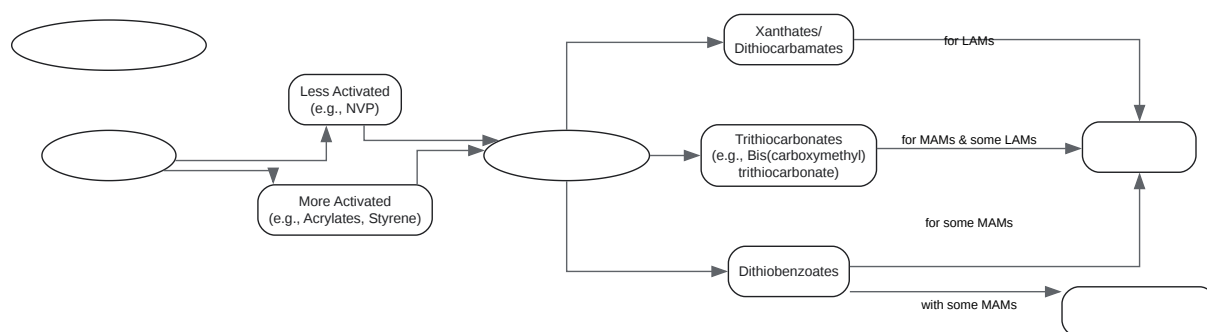 Xanthates/
Dithiocarbamates
for LAMs
Less Activated
(e.g., NVP)
Trithiocarbonates
(e.g., Bis(carboxymethyl)
trithiocarbonate)
for MAMs & some LAMs
More Activated
(e.g., Acrylates, Styrene)
for some MAMs
Dithiobenzoates
with some MAMs